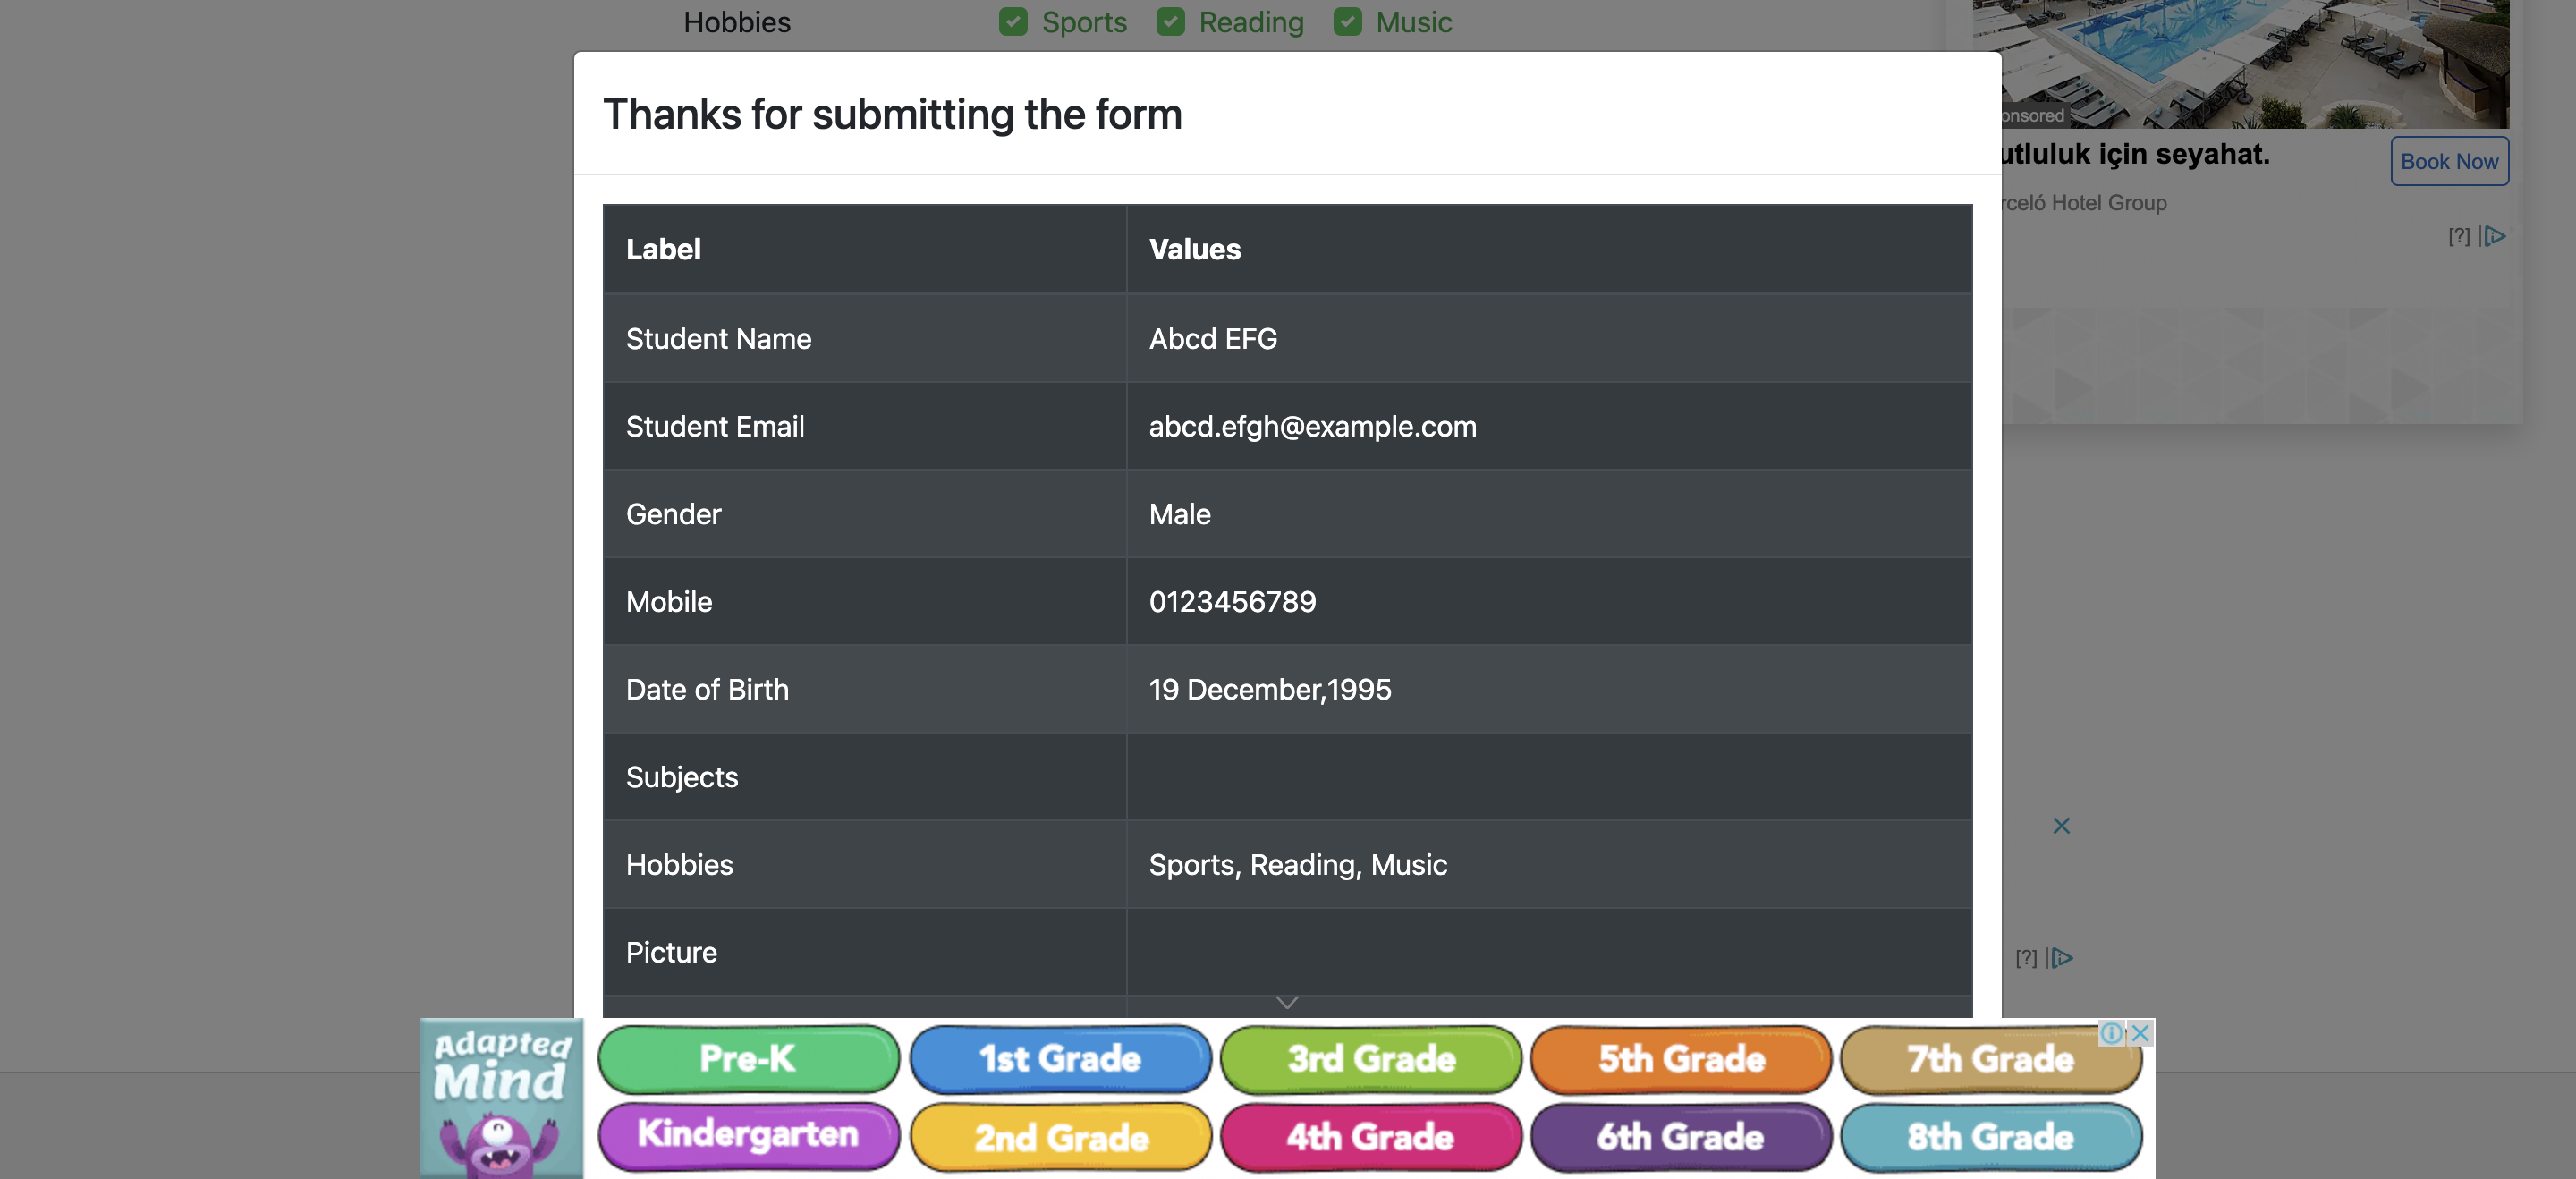 Hobbies Sports Reading Music
Thanks for submitting the form
Label Values
Student Name Abcd EFG
Student Email abcd.efgh@example.com
Gender Male
Mobile 0123456789
Date of Birth 19 December,1995
Subjects
Hobbies Sports, Reading, Music
Picture
onsored
utluluk için seyahat.
Book Now
rceló Hotel Group
[?]
[?]
Adapted
Mind
Pre-K 1st Grade 3rd Grade 5th Grade 7th Grade
Kindergarten 2nd Grade 4th Grade 6th Grade 8th Grade